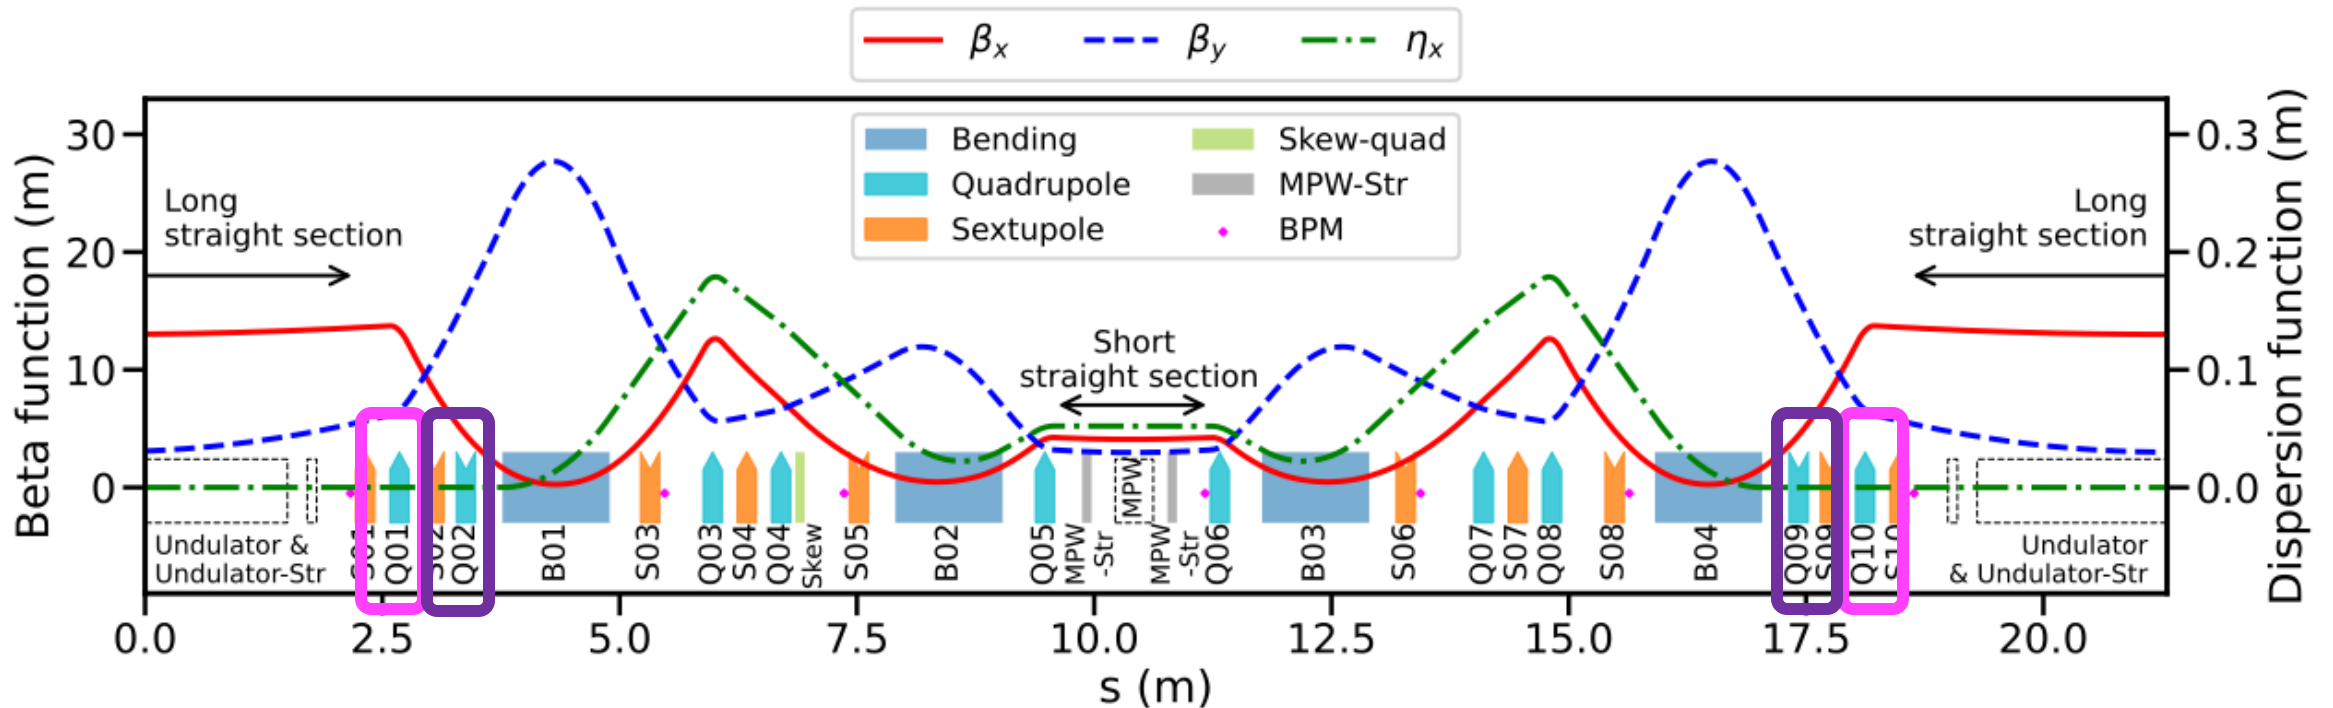 βx βy ηx
Bending Skew-quad
Quadrupole MPW-Str
Sextupole BPM
Beta function (m)
30
20
10
0
Dispersion function (m)
0.3
0.2
0.1
0.0
Long
straight section
Short
straight section
Long
straight section
Undulator &
Undulator-Str
S01
Q01
S02
Q02
B01
S03
Q03
S04
Q04
Skew
S05
B02
Q05
MPW
-Str
MPW
MPW
-Str
Q06
B03
S06
Q07
S07
Q08
S08
B04
Q09
S09
Q10
S10
Undulator
& Undulator-Str
0.0 2.5 5.0 7.5 10.0 12.5 15.0 17.5 20.0
s (m)